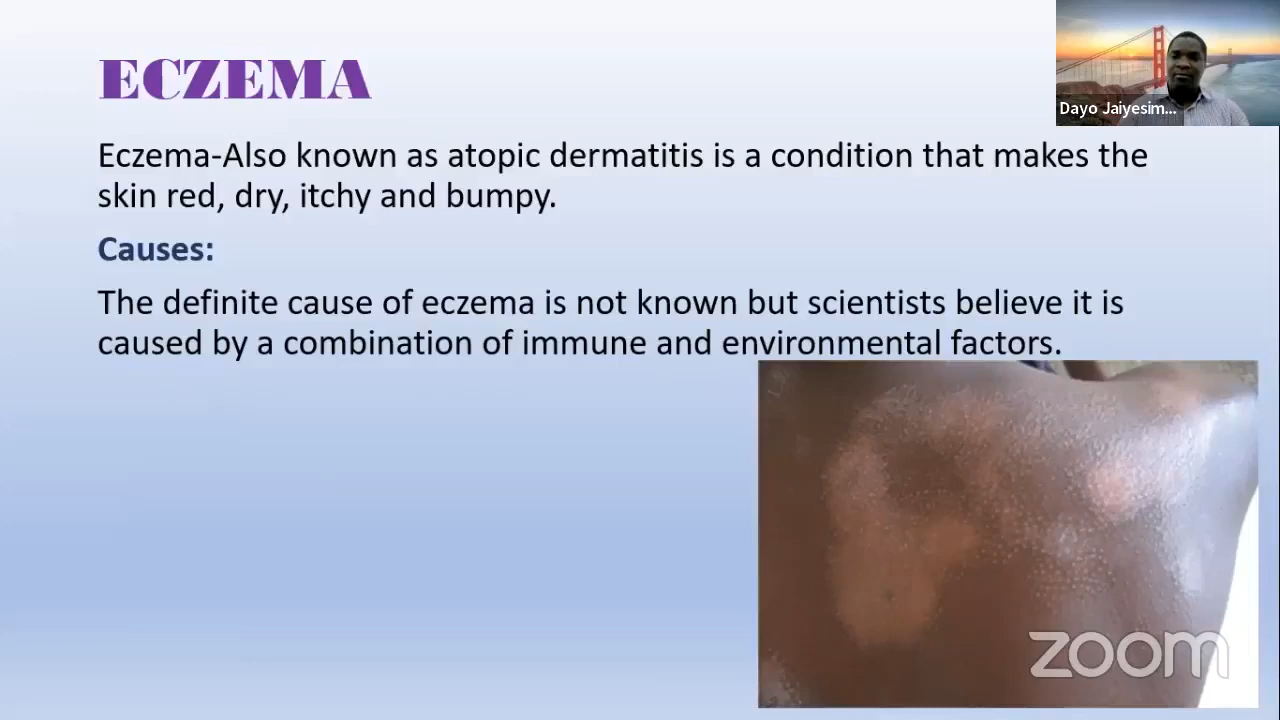 ECZEMA
Dayo Jaiyesim...
Eczema-Also known as atopic dermatitis is a condition that makes the
skin red, dry, itchy and bumpy.
Causes:
The definite cause of eczema is not known but scientists believe it is
caused by a combination of immune and environmental factors.
zoom